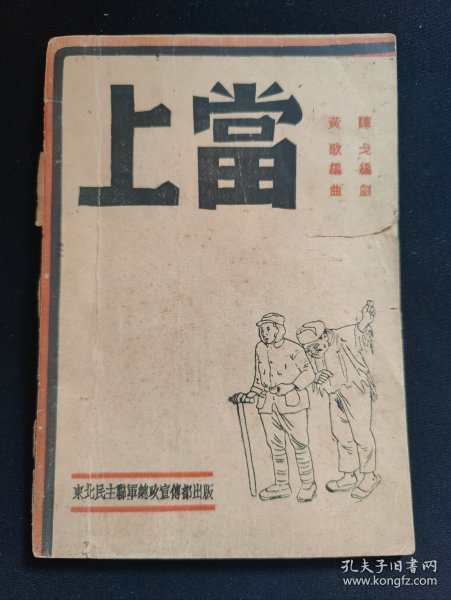 上當
陳戈編劇
黃歌編曲
東北民主聯軍總政宣傳部出版
孔夫子旧书网
www.kongfz.com